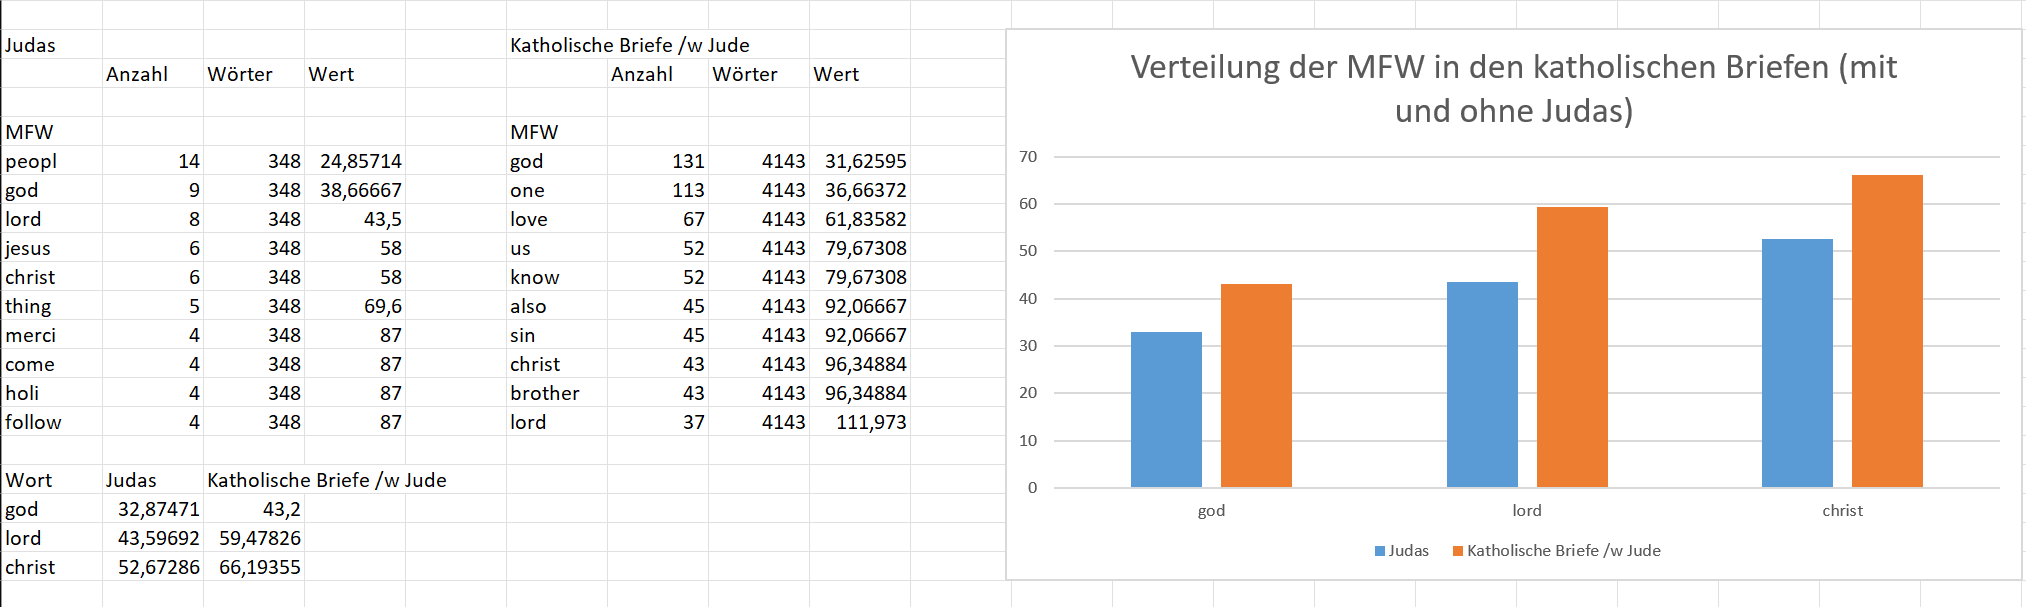 Judas Katholische Briefe /w Jude
Anzahl Wörter Wert Anzahl Wörter Wert
MFW MFW
peopl 14 348 24,85714 god 131 4143 31,62595
god 9 348 38,66667 one 113 4143 36,66372
lord 8 348 43,5 love 67 4143 61,83582
jesus 6 348 58 us 52 4143 79,67308
christ 6 348 58 know 52 4143 79,67308
thing 5 348 69,6 also 45 4143 92,06667
merci 4 348 87 sin 45 4143 92,06667
come 4 348 87 christ 43 4143 96,34884
holi 4 348 87 brother 43 4143 96,34884
follow 4 348 87 lord 37 4143 111,973
Wort Judas Katholische Briefe /w Jude
god 32,87471 43,2
lord 43,59692 59,47826
christ 52,67286 66,19355
Verteilung der MFW in den katholischen Briefen (mit
und ohne Judas)
70
60
50
40
30
20
10
0
god lord christ
Judas Katholische Briefe /w Jude